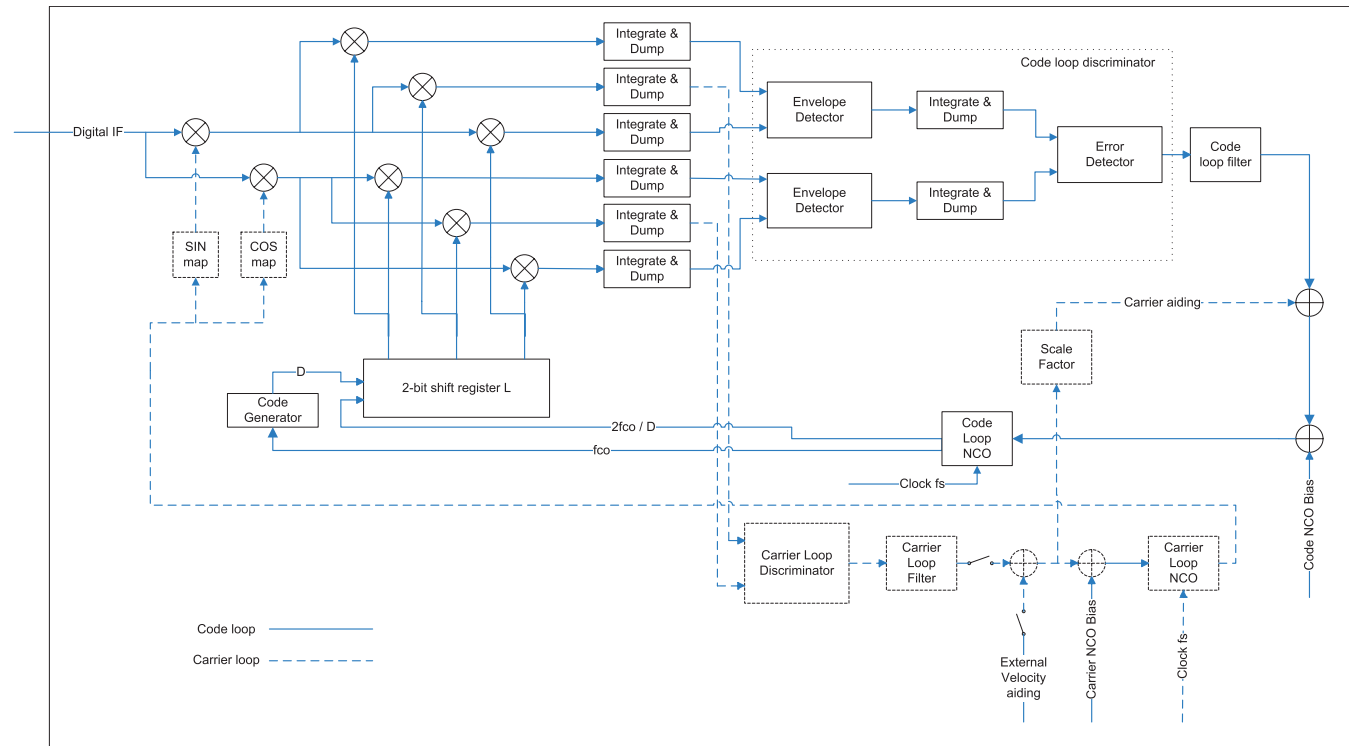 Integrate &
Dump
Integrate &
Dump
Code loop discriminator
Envelope
Detector
Integrate &
Dump
Digital IF
Integrate &
Dump
Error
Detector
Code
loop filter
Integrate &
Dump
Envelope
Detector
Integrate &
Dump
Integrate &
Dump
SIN
map
COS
map
Integrate &
Dump
Carrier aiding
Scale
Factor
D
2-bit shift register L
Code
Generator
2fco / D
fco
Code
Loop
NCO
Clock fs
Code NCO Bias
Carrier Loop
Discriminator
Carrier
Loop
Filter
Carrier
Loop
NCO
Code loop
Carrier loop
External
Velocity
aiding
Carrier NCO Bias
Clock fs